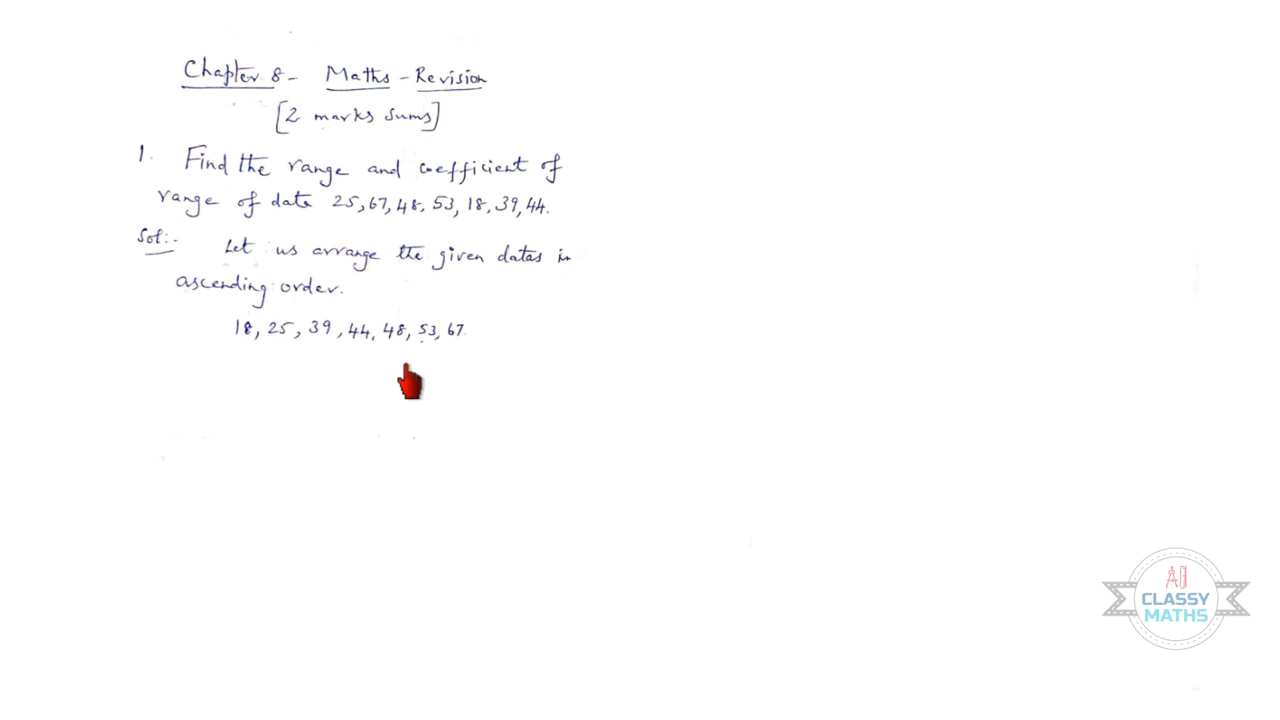 Chapter 8 - Maths - Revision
[2 marks sums]
1. Find the range and coefficient of
range of data 25, 67, 48, 53, 18, 39, 44.
Sol:- Let us arrange the given datas in
ascending order.
18, 25, 39, 44, 48, 53, 67.
CLASSY
MATHS